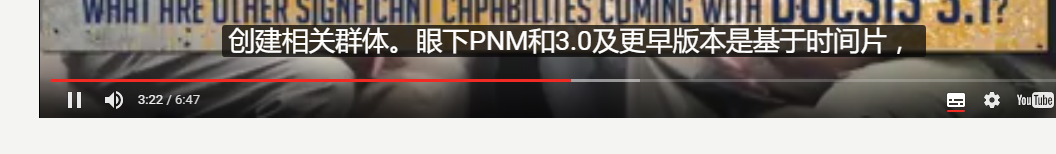 WHAT ARE OTHER SIGNFICANT CAPABILITIES COMING WITH DOCSIS 3.1?
创建相关群体。眼下PNM和3.0及更早版本是基于时间片，
3:22 / 6:47
YouTube